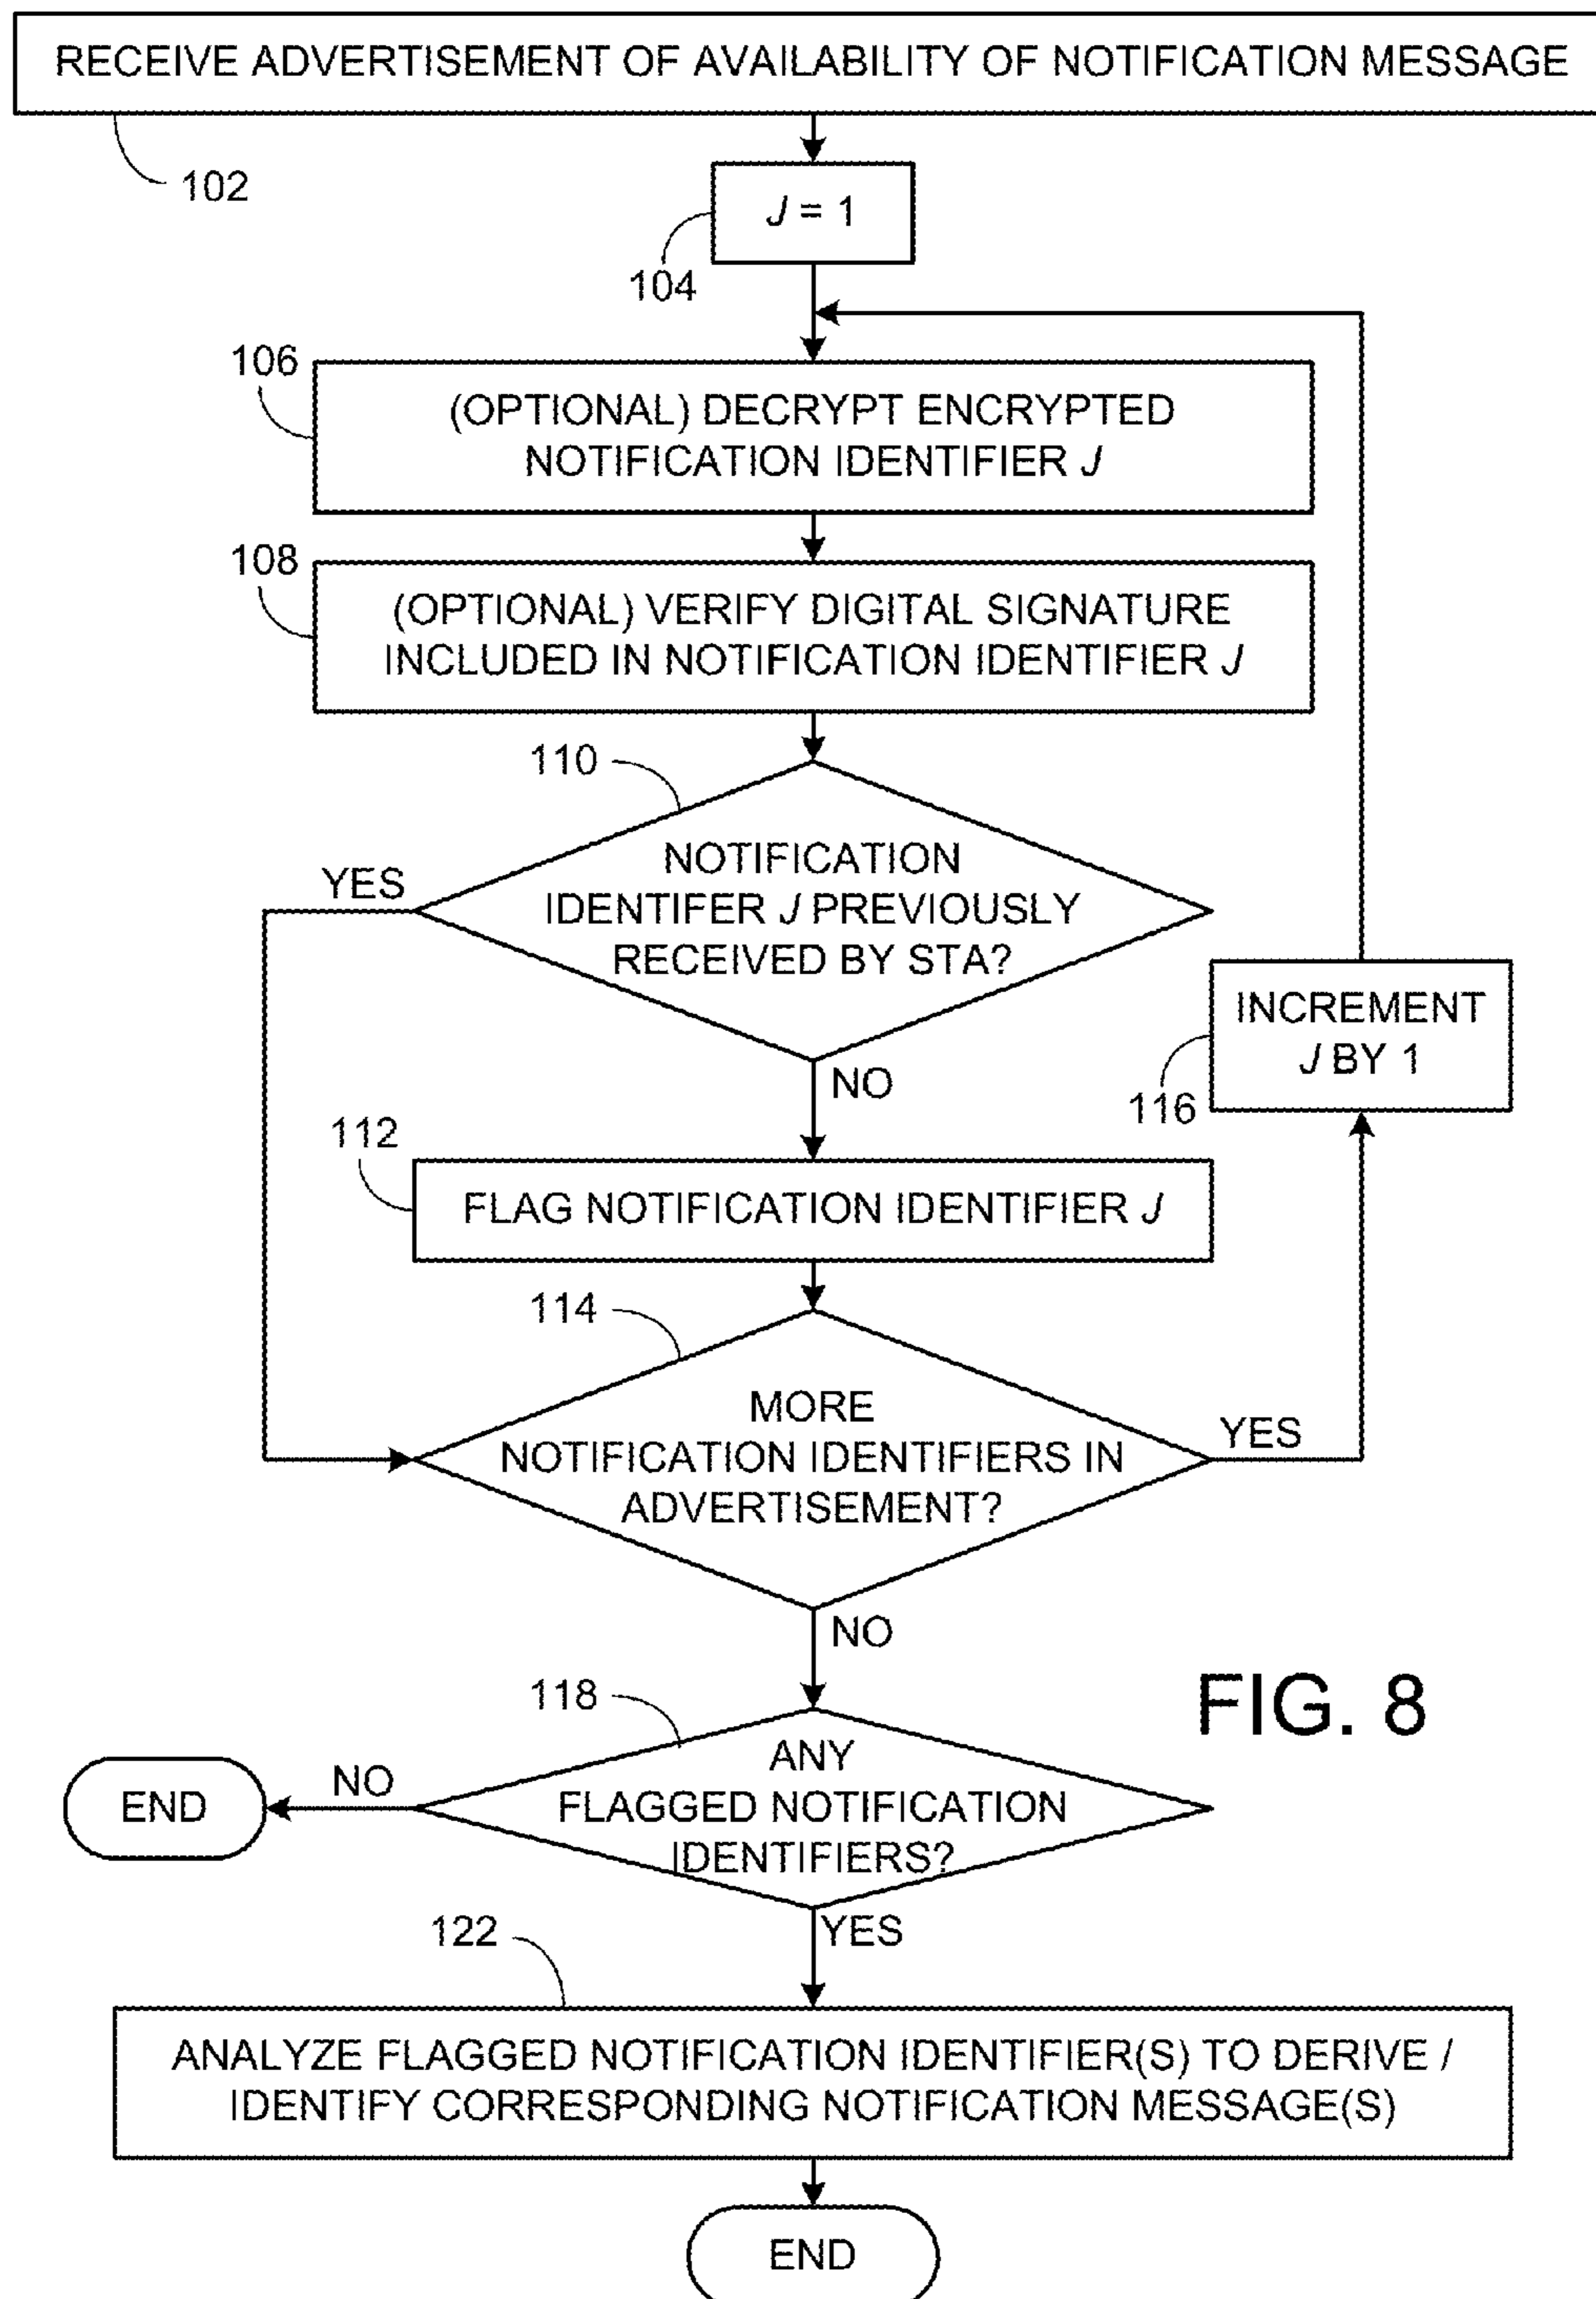 RECEIVE ADVERTISEMENT OF AVAILABILITY OF NOTIFICATION MESSAGE
102
J = 1
104
106
(OPTIONAL) DECRYPT ENCRYPTED
NOTIFICATION IDENTIFIER J
108
(OPTIONAL) VERIFY DIGITAL SIGNATURE
INCLUDED IN NOTIFICATION IDENTIFIER J
110
NOTIFICATION
IDENTIFER J PREVIOUSLY
RECEIVED BY STA?
YES
NO
INCREMENT
J BY 1
116
112
FLAG NOTIFICATION IDENTIFIER J
114
MORE
NOTIFICATION IDENTIFIERS IN
ADVERTISEMENT?
YES
NO
FIG. 8
118
ANY
FLAGGED NOTIFICATION
IDENTIFIERS?
NO
END
YES
122
ANALYZE FLAGGED NOTIFICATION IDENTIFIER(S) TO DERIVE /
IDENTIFY CORRESPONDING NOTIFICATION MESSAGE(S)
END